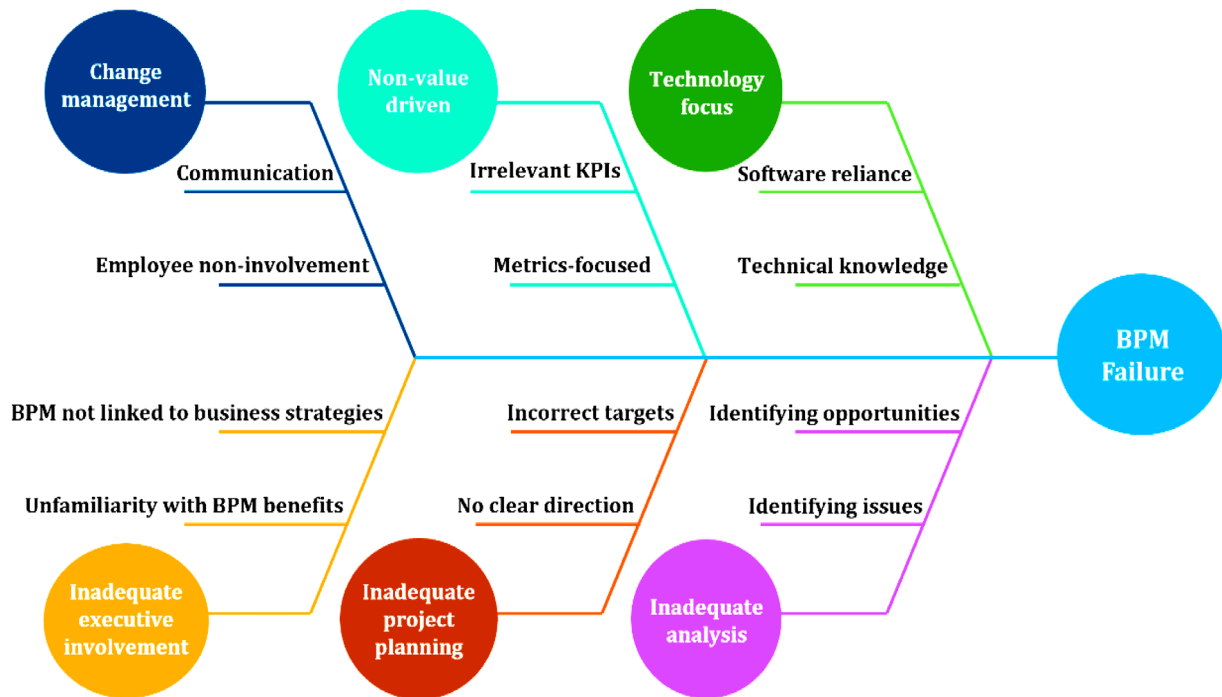 Change
management
Non-value
driven
Technology
focus
Communication
Irrelevant KPIs
Software reliance
Employee non-involvement
Metrics-focused
Technical knowledge
BPM
Failure
BPM not linked to business strategies
Incorrect targets
Identifying opportunities
Unfamiliarity with BPM benefits
No clear direction
Identifying issues
Inadequate
executive
involvement
Inadequate
project
planning
Inadequate
analysis